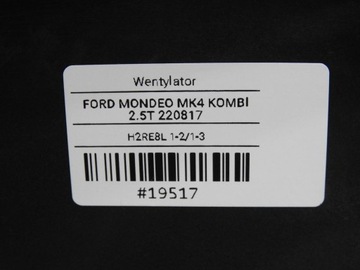 Wentylator
FORD MONDEO MK4 KOMBI
2.5T 220817
H2RE8L 1-2/1-3
#19517